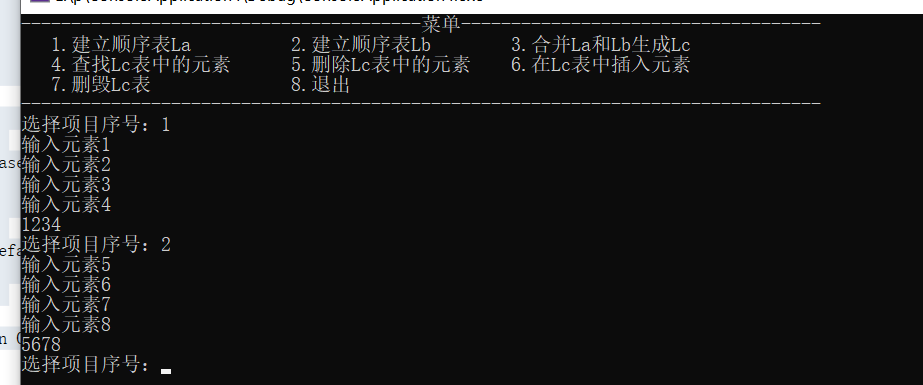 ----------------------------------------菜单------------------------------------
1.建立顺序表La 2.建立顺序表Lb 3.合并La和Lb生成Lc
4.查找Lc表中的元素 5.删除Lc表中的元素 6.在Lc表中插入元素
7.删毁Lc表 8.退出
--------------------------------------------------------------------------------
选择项目序号：1
输入元素1
输入元素2
输入元素3
输入元素4
1234
选择项目序号：2
输入元素5
输入元素6
输入元素7
输入元素8
5678
选择项目序号：